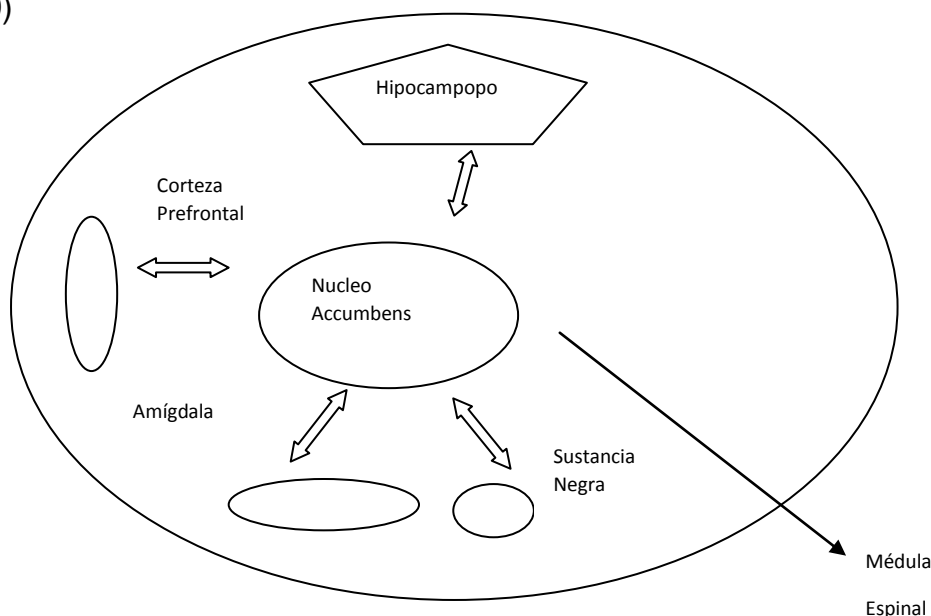 )
Hipocampopo
Corteza
Prefrontal
Nucleo
Accumbens
Amígdala
Sustancia
Negra
Médula
Espinal